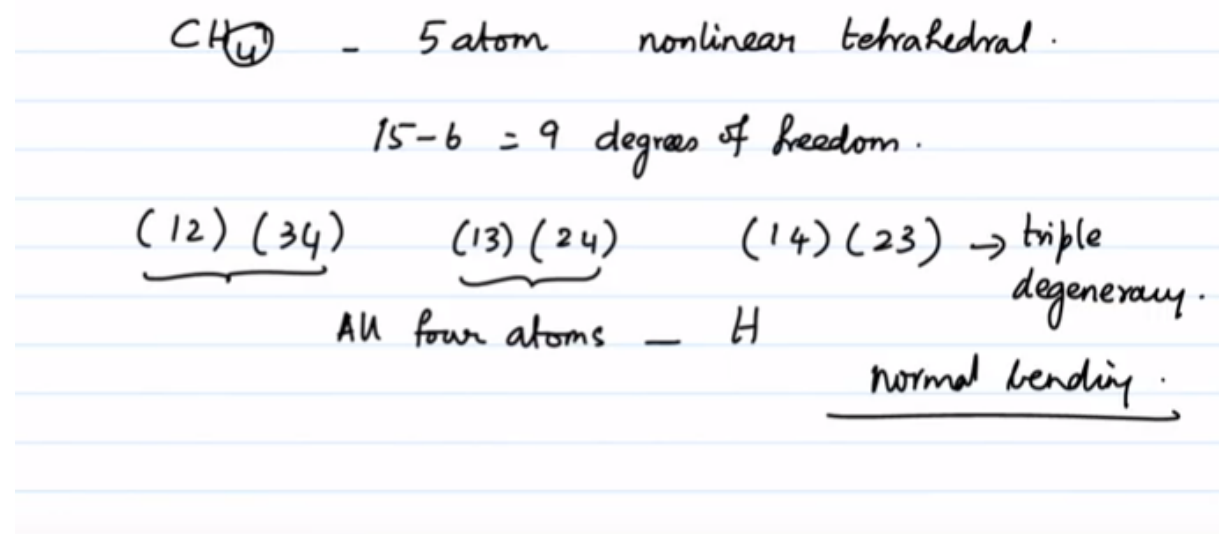 CH4 - 5 atom nonlinear tetrahedral.
15-6 = 9 degrees of freedom.
(12) (34) (13) (24) (14) (23) → triple
degeneracy.
All four atoms - H
normal bending.